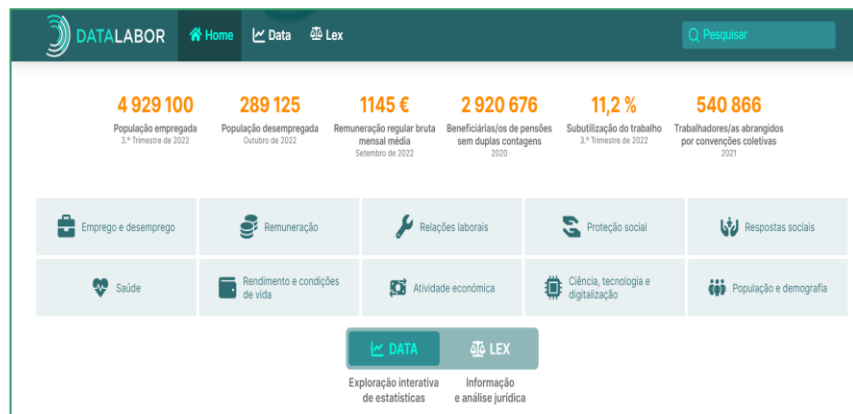 DATALABOR Home Data Lex Pesquisar
4 929 100 289 125 1145 € 2 920 676 11,2 % 540 866
População empregada População desempregada Remuneração regular bruta Beneficiárias/os de pensões Subutilização do trabalho Trabalhadores/as abrangidos
3.º Trimestre de 2022 Outubro de 2022 mensal média sem duplas contagens 3.º Trimestre de 2022 por convenções coletivas
Setembro de 2022 2020 2021
Emprego e desemprego Remuneração Relações laborais Proteção social Respostas sociais
Saúde Rendimento e condições de vida Atividade económica Ciência, tecnologia e digitalização População e demografia
DATA LEX
Exploração interativa Informação
de estatísticas e análise jurídica